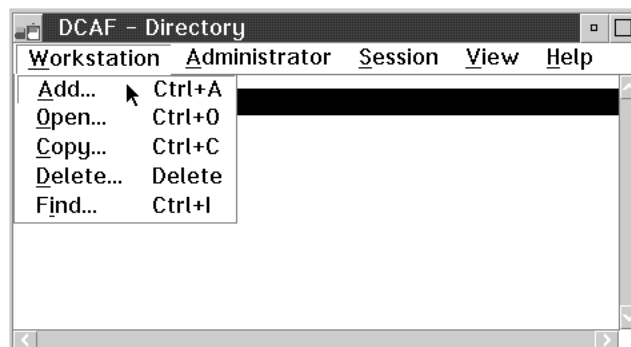 DCAF - Directory
Workstation Administrator Session View Help
Add... Ctrl+A
Open... Ctrl+O
Copy... Ctrl+C
Delete... Delete
Find... Ctrl+I